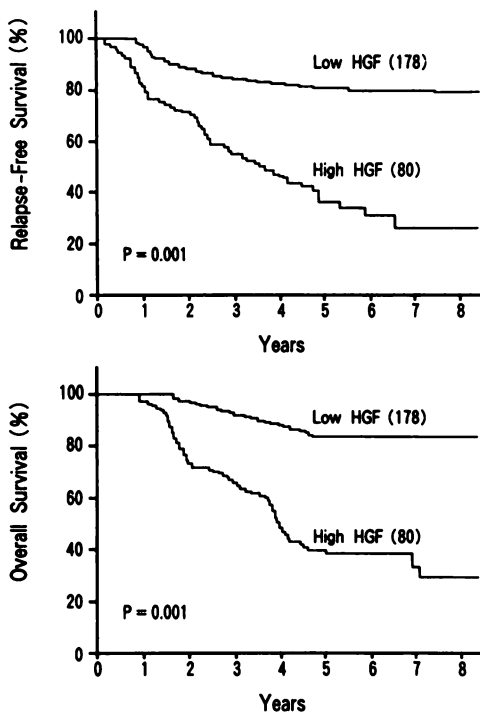 Relapse-Free Survival (%)
100
80
60
40
20
0
Low HGF (178)
High HGF (80)
P = 0.001
0 1 2 3 4 5 6 7 8
Years
Overall Survival (%)
100
80
60
40
20
0
Low HGF (178)
High HGF (80)
P = 0.001
0 1 2 3 4 5 6 7 8
Years